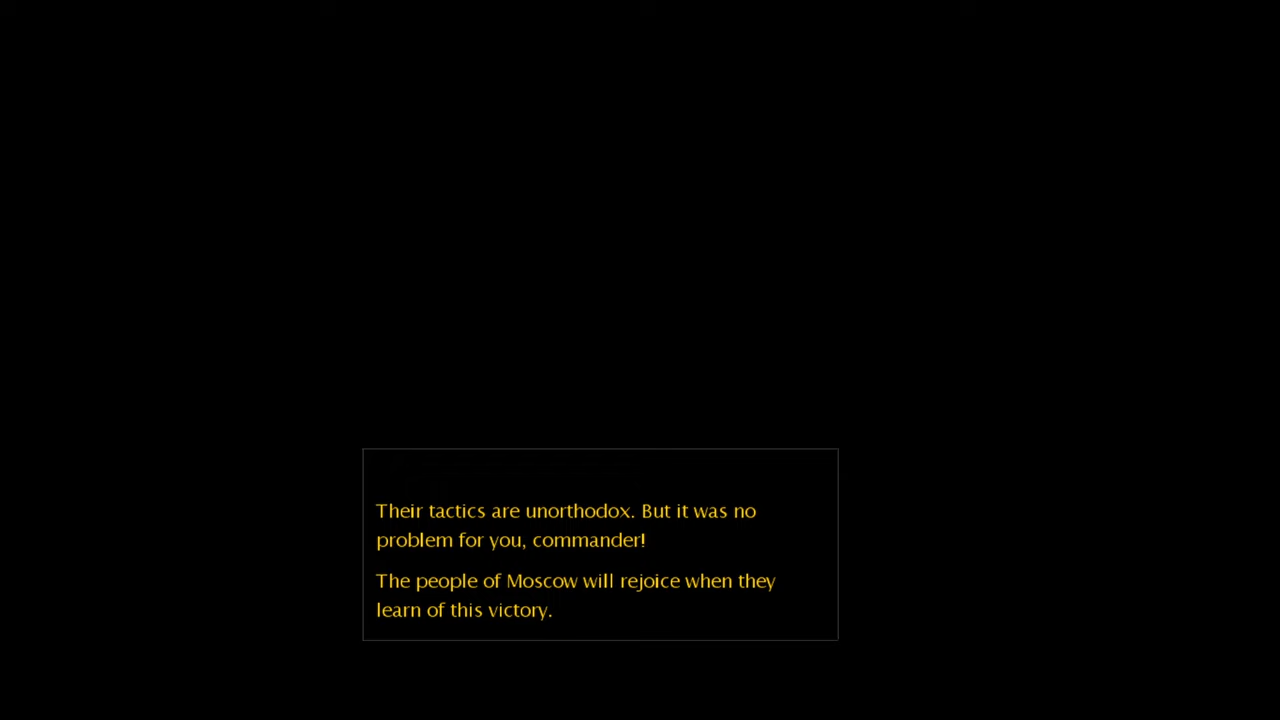 Their tactics are unorthodox. But it was no
problem for you, commander!
The people of Moscow will rejoice when they
learn of this victory.